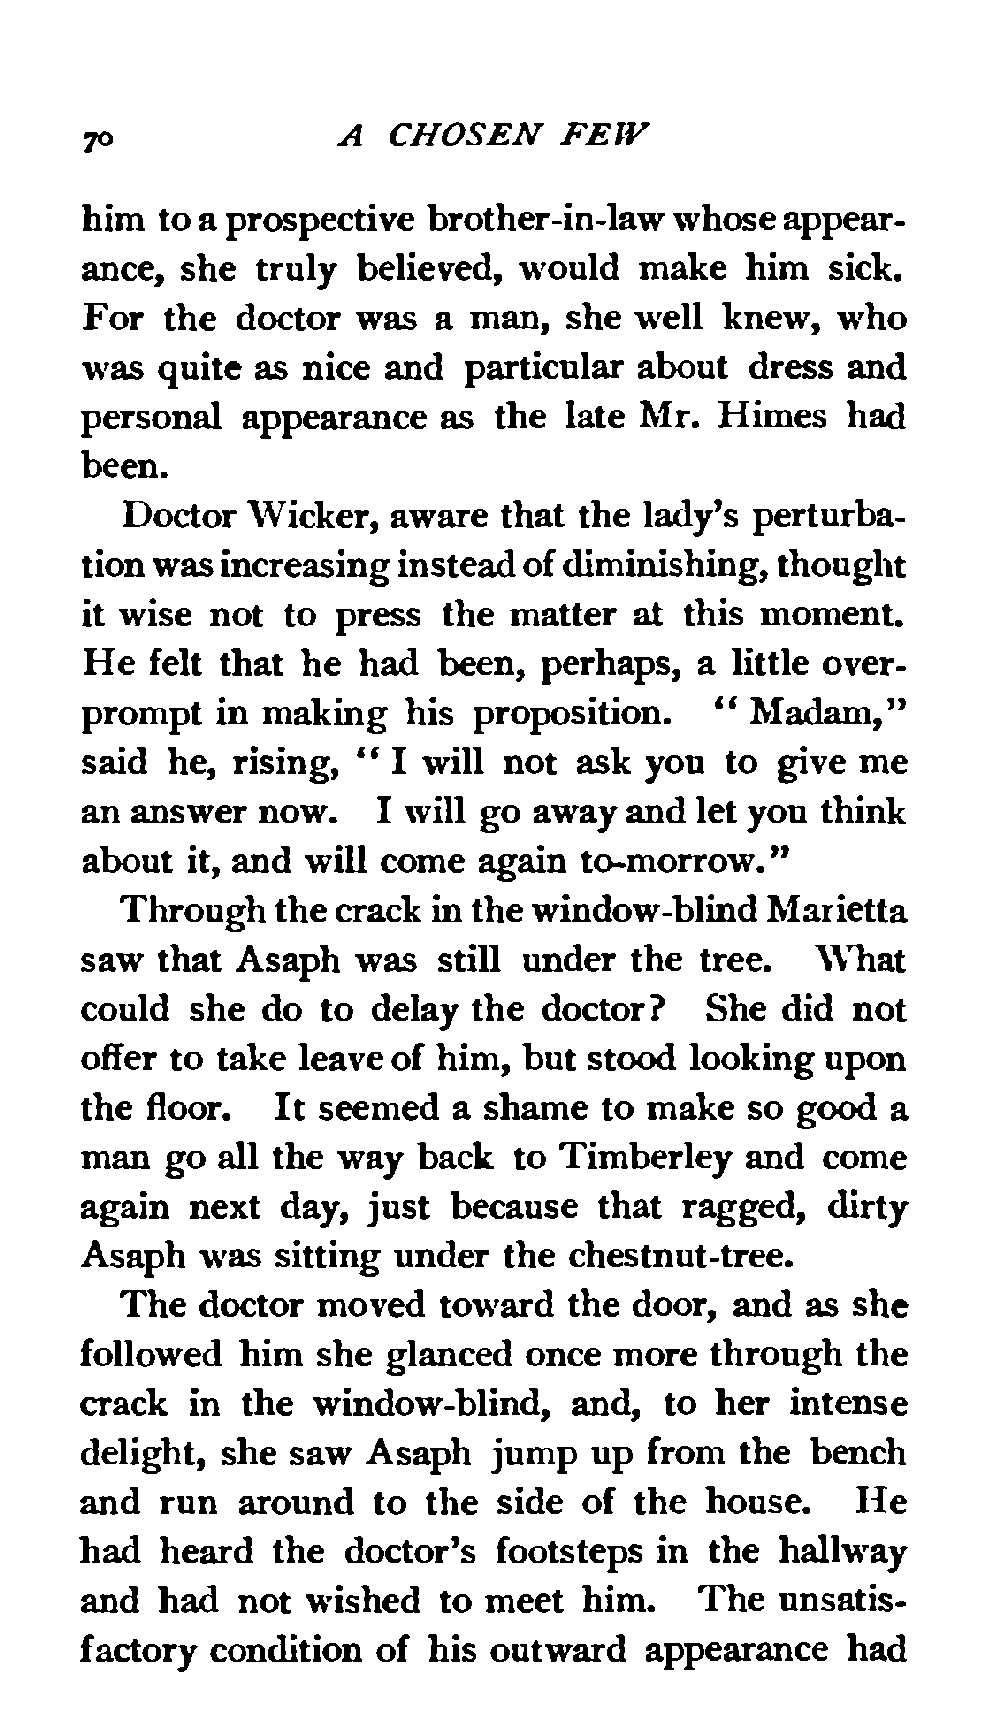 70 A CHOSEN FEW
him to a prospective brother-in-law whose appear-
ance, she truly believed, would make him sick.
For the doctor was a man, she well knew, who
was quite as nice and particular about dress and
personal appearance as the late Mr. Himes had
been.
Doctor Wicker, aware that the lady's perturba-
tion was increasing instead of diminishing, thought
it wise not to press the matter at this moment.
He felt that he had been, perhaps, a little over-
prompt in making his proposition. "Madam,"
said he, rising, "I will not ask you to give me
an answer now. I will go away and let you think
about it, and will come again to-morrow."
Through the crack in the window-blind Marietta
saw that Asaph was still under the tree. What
could she do to delay the doctor? She did not
offer to take leave of him, but stood looking upon
the floor. It seemed a shame to make so good a
man go all the way back to Timberley and come
again next day, just because that ragged, dirty
Asaph was sitting under the chestnut-tree.
The doctor moved toward the door, and as she
followed him she glanced once more through the
crack in the window-blind, and, to her intense
delight, she saw Asaph jump up from the bench
and run around to the side of the house. He
had heard the doctor's footsteps in the hallway
and had not wished to meet him. The unsatis-
factory condition of his outward appearance had